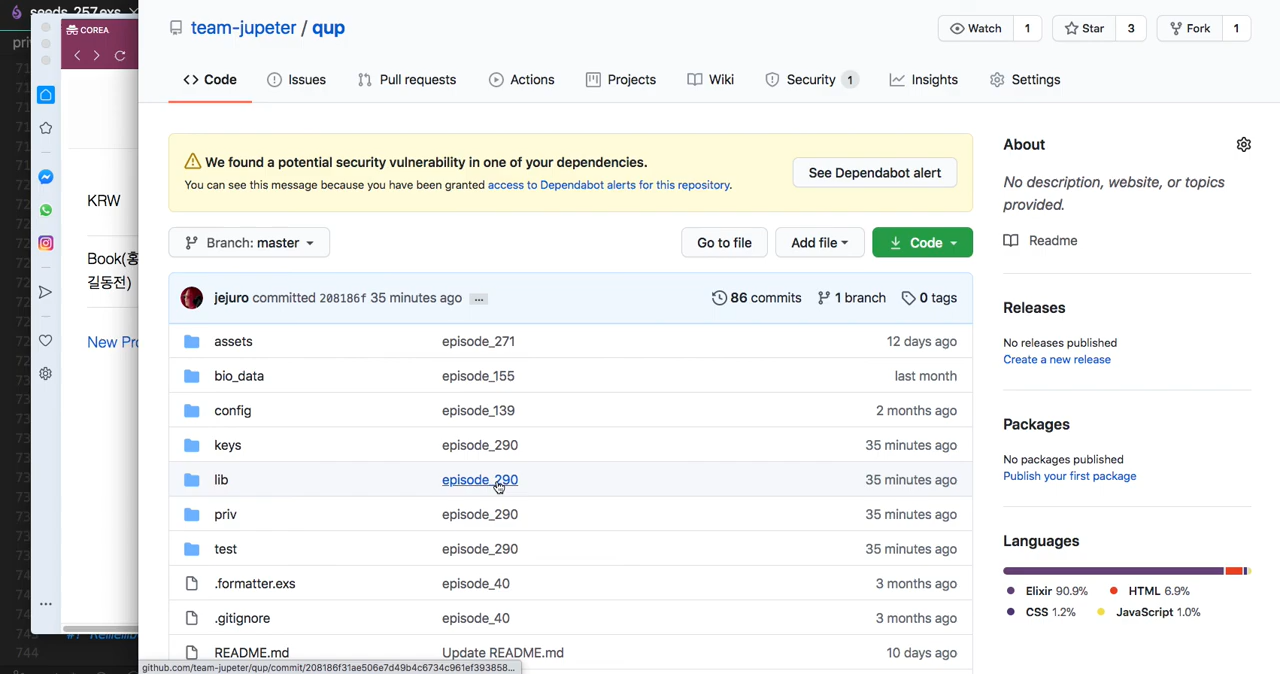 seeds_257.exs
COREA
KRW
Book(홍
길동전)
New Pro
744
team-jupeter / qup
Watch 1
Star 3
Fork 1
Code
Issues
Pull requests
Actions
Projects
Wiki
Security 1
Insights
Settings
We found a potential security vulnerability in one of your dependencies.
You can see this message because you have been granted access to Dependabot alerts for this repository.
See Dependabot alert
Branch: master
Go to file
Add file
Code
jejuro committed 208186f 35 minutes ago ...
86 commits
1 branch
0 tags
assets episode_271 12 days ago
bio_data episode_155 last month
config episode_139 2 months ago
keys episode_290 35 minutes ago
lib episode_290 35 minutes ago
priv episode_290 35 minutes ago
test episode_290 35 minutes ago
.formatter.exs episode_40 3 months ago
.gitignore episode_40 3 months ago
README.md Update README.md 10 days ago
github.com/team-jupeter/qup/commit/208186f31ae506e7d49b4c6734c961ef393858...
About
No description, website, or topics
provided.
Readme
Releases
No releases published
Create a new release
Packages
No packages published
Publish your first package
Languages
Elixir 90.9%
HTML 6.9%
CSS 1.2%
JavaScript 1.0%